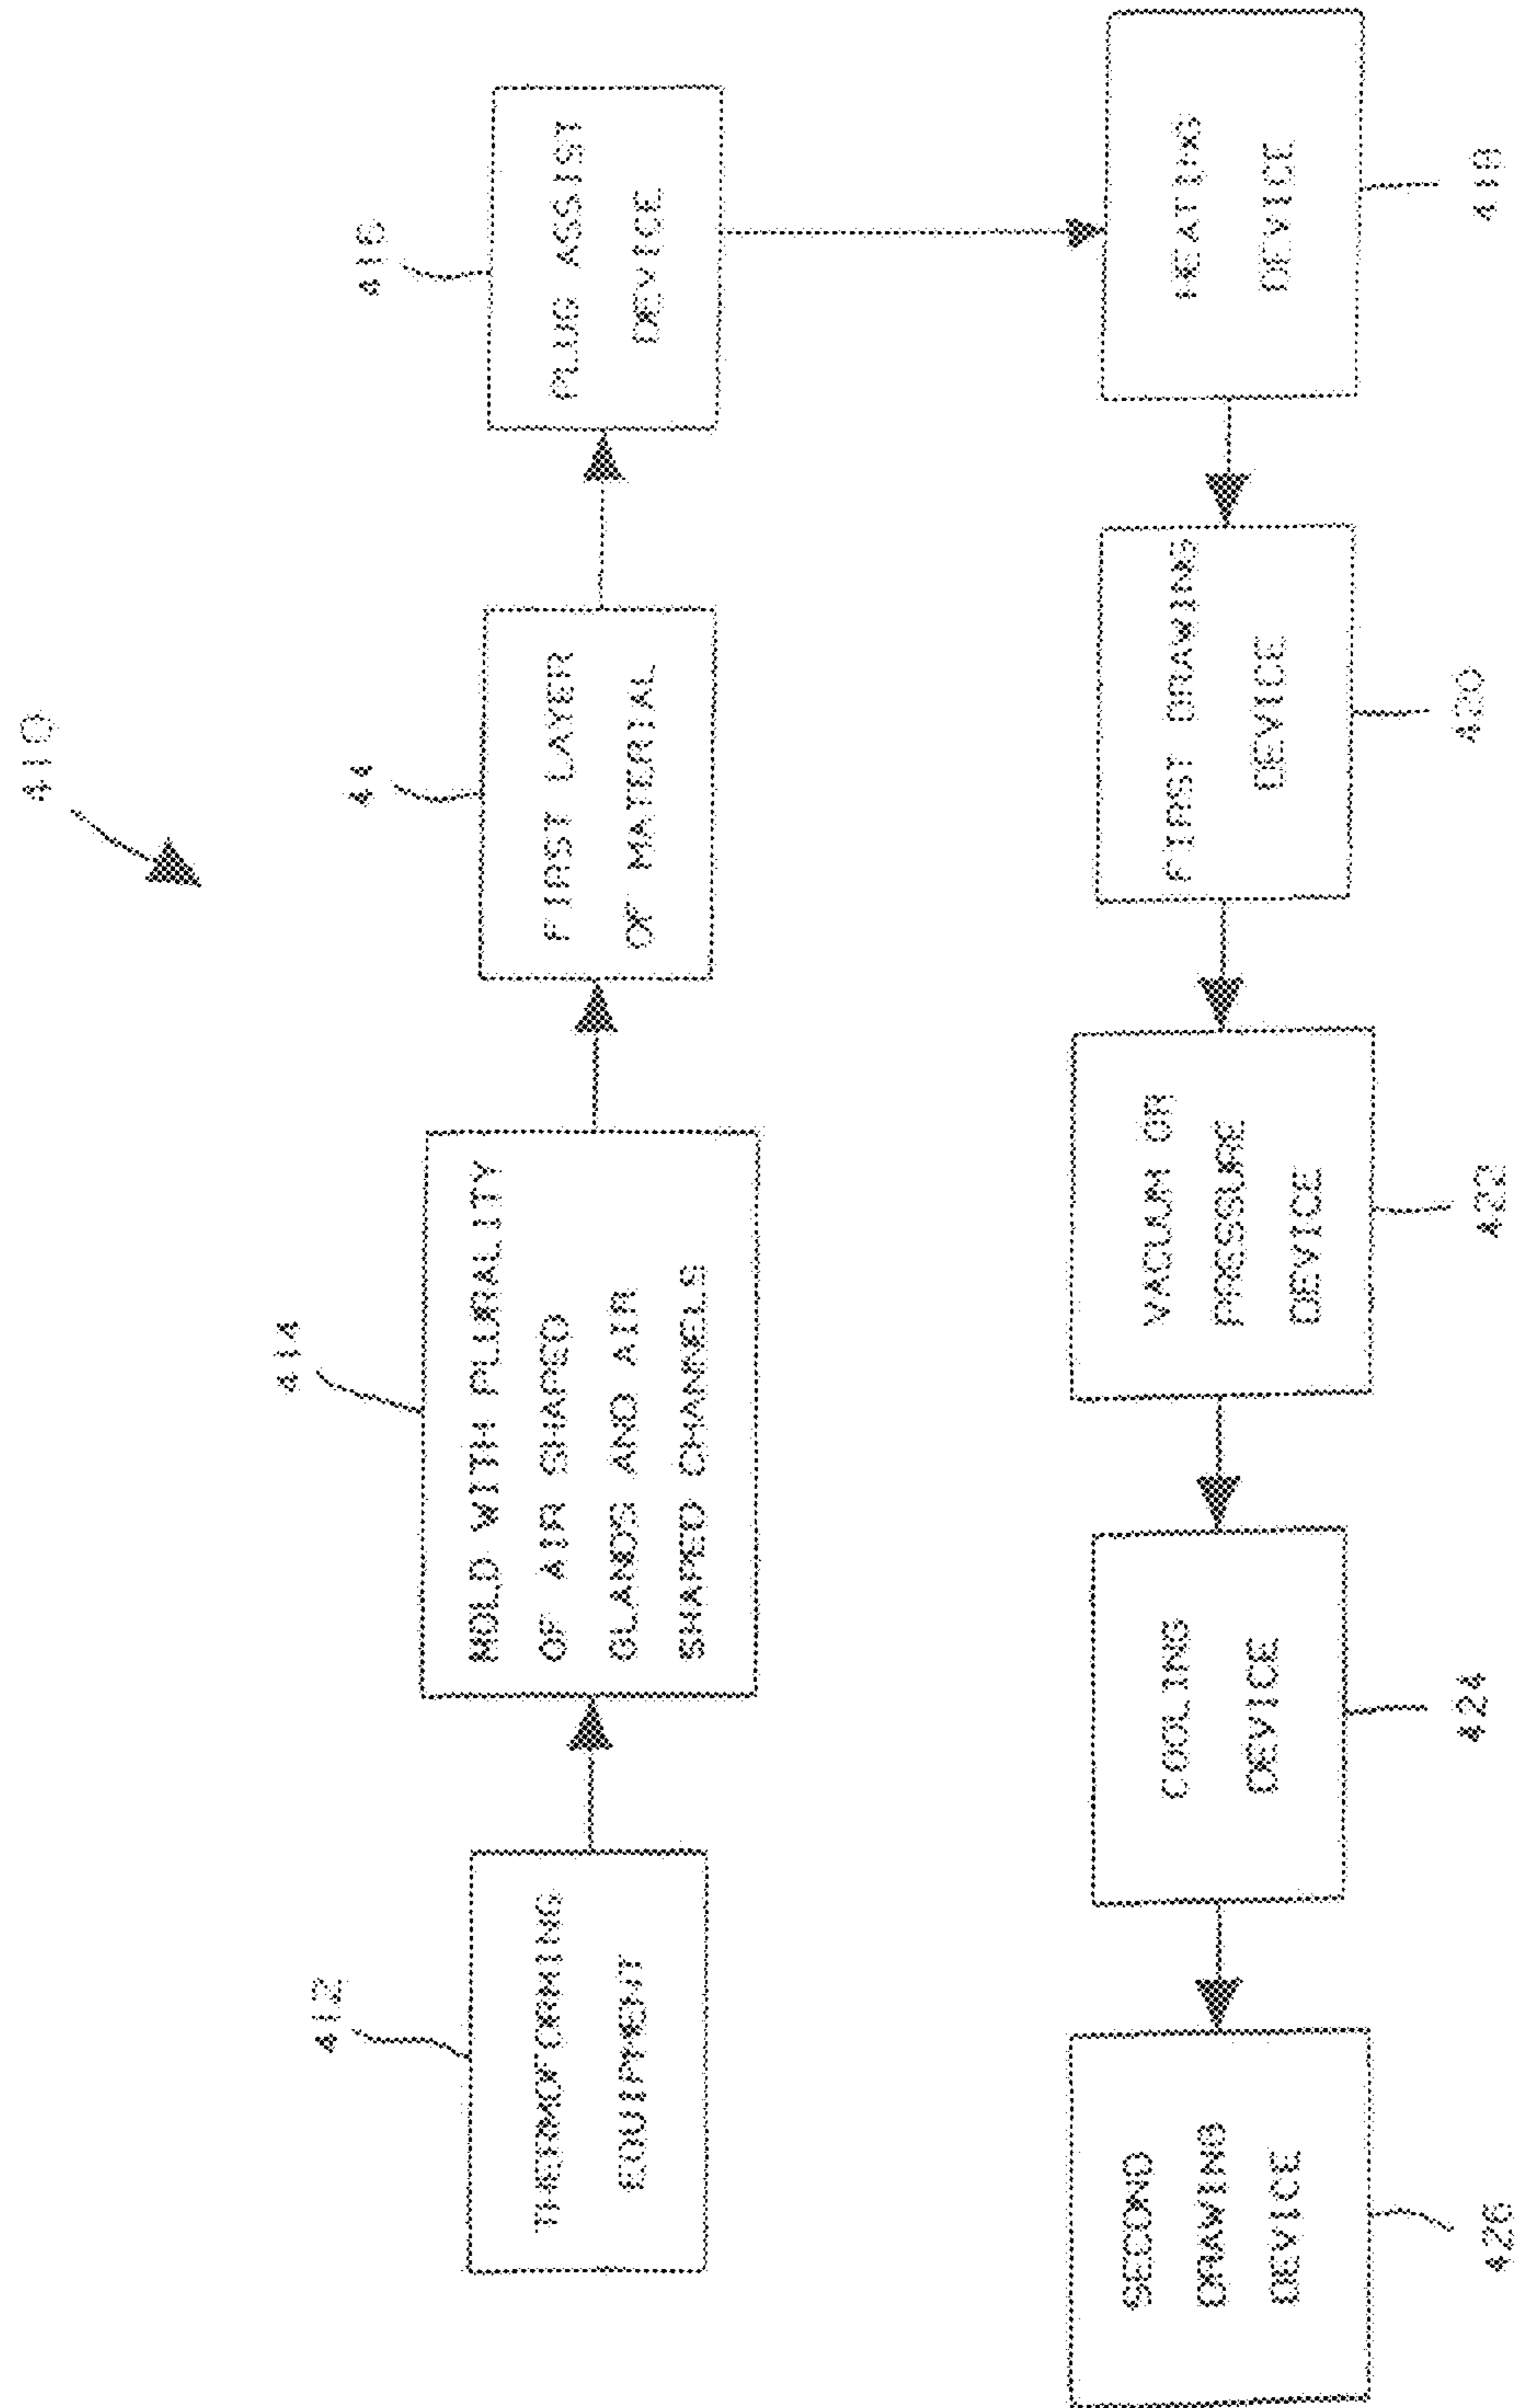 410
412
THERMOFORMING
EQUIPMENT
414
MOLD WITH PLURALITY
OF AIR SHAPED
GLANDS AND AIR
SHAPED CHANNELS
44
FIRST LAYER
OF MATERIAL
416
PLUG ASSIST
DEVICE
HEATING
DEVICE
418
FIRST DRAWING
DEVICE
420
VACUUM OR
PRESSURE
DEVICE
422
COOLING
DEVICE
424
SECOND
DRAWING
DEVICE
426